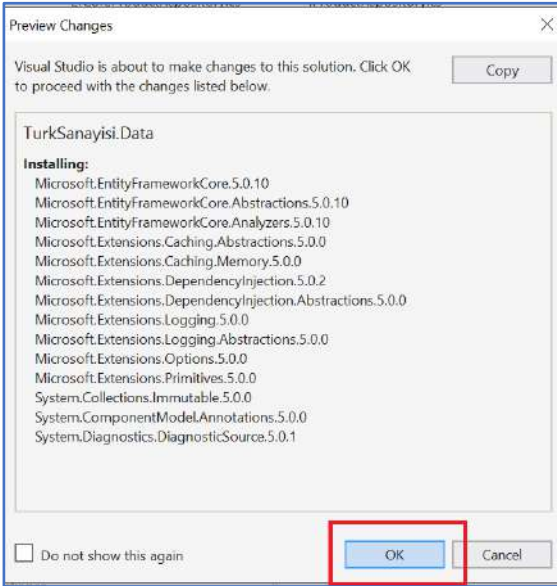 Preview Changes
Visual Studio is about to make changes to this solution. Click OK
to proceed with the changes listed below.
Copy
TurkSanayisi.Data
Installing:
Microsoft.EntityFrameworkCore.5.0.10
Microsoft.EntityFrameworkCore.Abstractions.5.0.10
Microsoft.EntityFrameworkCore.Analyzers.5.0.10
Microsoft.Extensions.Caching.Abstractions.5.0.0
Microsoft.Extensions.Caching.Memory.5.0.0
Microsoft.Extensions.DependencyInjection.5.0.2
Microsoft.Extensions.DependencyInjection.Abstractions.5.0.0
Microsoft.Extensions.Logging.5.0.0
Microsoft.Extensions.Logging.Abstractions.5.0.0
Microsoft.Extensions.Options.5.0.0
Microsoft.Extensions.Primitives.5.0.0
System.Collections.Immutable.5.0.0
System.ComponentModel.Annotations.5.0.0
System.Diagnostics.DiagnosticSource.5.0.1
Do not show this again
OK
Cancel